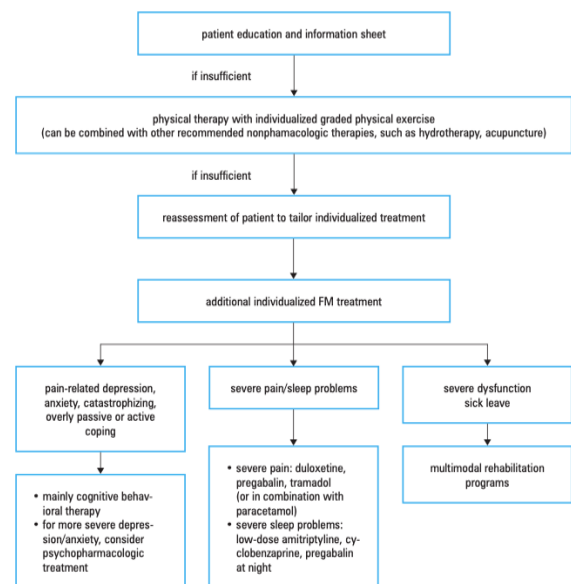 patient education and information sheet
if insufficient
physical therapy with individualized graded physical exercise
(can be combined with other recommended nonphamacologic therapies, such as hydrotherapy, acupuncture)
if insufficient
reassessment of patient to tailor individualized treatment
additional individualized FM treatment
pain-related depression,
anxiety, catastrophizing,
overly passive or active
coping
severe pain/sleep problems
severe dysfunction
sick leave
• mainly cognitive behav-
ioral therapy
• for more severe depres-
sion/anxiety, consider
psychopharmacologic
treatment
• severe pain: duloxetine,
pregabalin, tramadol
(or in combination with
paracetamol)
• severe sleep problems:
low-dose amitriptyline, cy-
clobenzaprine, pregabalin
at night
multimodal rehabilitation
programs